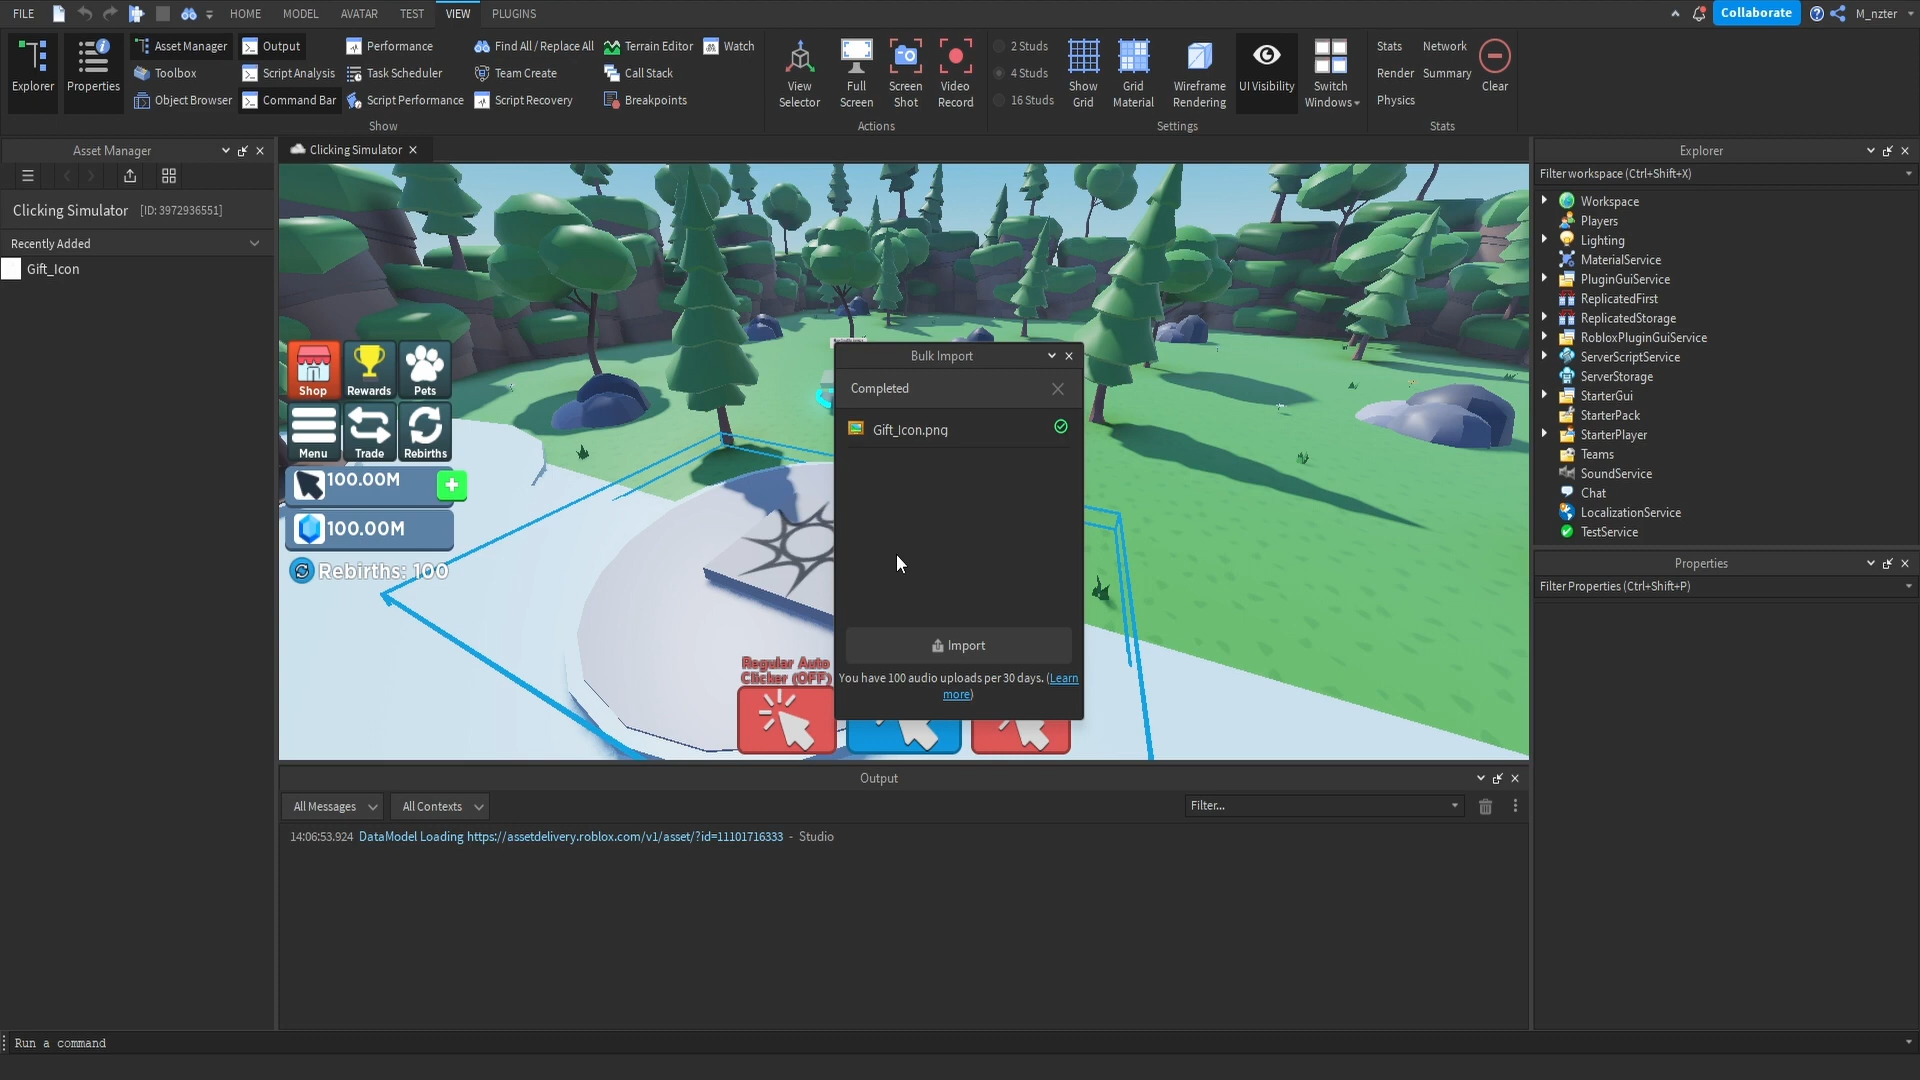 FILE HOME MODEL AVATAR TEST VIEW PLUGINS Collaborate M_nzter
Explorer
Properties
Asset Manager
Toolbox
Object Browser
Output
Script Analysis
Command Bar
Performance
Task Scheduler
Script Performance
Find All / Replace All
Team Create
Script Recovery
Terrain Editor
Call Stack
Breakpoints
Watch
Show
View
Selector
Full
Screen
Screen
Shot
Video
Record
Actions
2 Studs
4 Studs
16 Studs
Show
Grid
Grid
Material
Wireframe
Rendering
UI Visibility
Switch
Windows
Settings
Stats
Render
Physics
Network
Summary
Clear
Stats
Asset Manager
Clicking Simulator [ID: 3972936551]
Recently Added
Gift_Icon
Clicking Simulator
Shop
Rewards
Pets
Menu
Trade
Rebirths
100.00M
100.00M
Rebirths: 100
Regular Auto
Clicker (OFF)
Bulk Import
Completed
Gift_Icon.png
Import
You have 100 audio uploads per 30 days. (Learn
more)
Output
All Messages
All Contexts
Filter...
14:06:53.924 DataModel Loading https://assetdelivery.roblox.com/v1/asset/?id=11101716333 - Studio
Explorer
Filter workspace (Ctrl+Shift+X)
Workspace
Players
Lighting
MaterialService
PluginGuiService
ReplicatedFirst
ReplicatedStorage
RobloxPluginGuiService
ServerScriptService
ServerStorage
StarterGui
StarterPack
StarterPlayer
Teams
SoundService
Chat
LocalizationService
TestService
Properties
Filter Properties (Ctrl+Shift+P)
Run a command